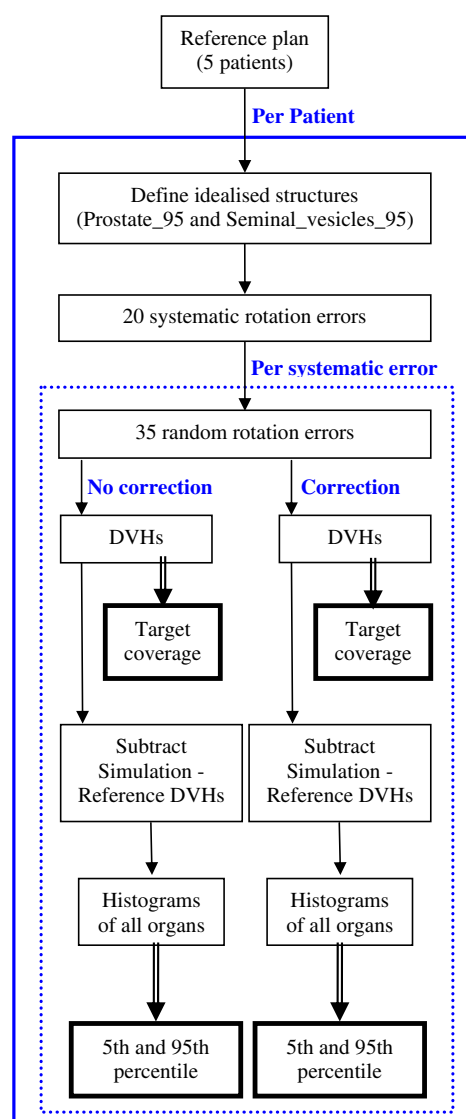 Reference plan
(5 patients)
Per Patient
Define idealised structures
(Prostate_95 and Seminal_vesicles_95)
20 systematic rotation errors
Per systematic error
35 random rotation errors
No correction
Correction
DVHs
DVHs
Target
coverage
Target
coverage
Subtract
Simulation -
Reference DVHs
Subtract
Simulation -
Reference DVHs
Histograms
of all organs
Histograms
of all organs
5th and 95th
percentile
5th and 95th
percentile